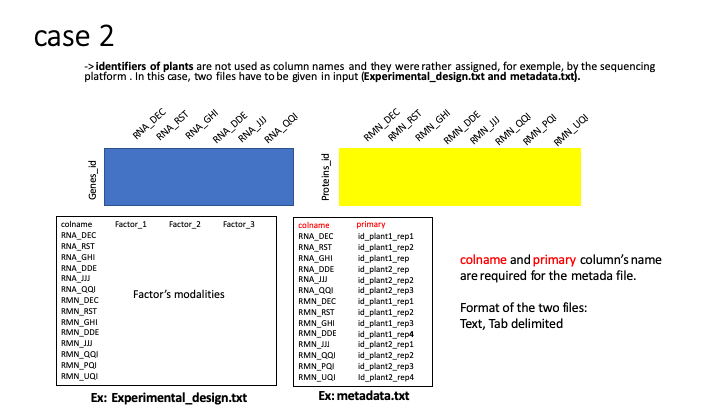 case 2
-> identifiers of plants are not used as column names and they were rather assigned, for exemple, by the sequencing
platform . In this case, two files have to be given in input (Experimental_design.txt and metadata.txt).
RNA_DEC RNA_RST RNA_GHI RNA_DDE RNA_JJJ RNA_QQI
RMN_DEC RMN_RST RMN_GHI RMN_DDE RMN_JJJ RMN_QQI RMN_PQI RMN_UQI
Genes_id
Proteins_id
colname Factor_1 Factor_2 Factor_3
RNA_DEC
RNA_RST
RNA_GHI
RNA_DDE
RNA_JJJ
RNA_QQI
RMN_DEC
RMN_RST
RMN_GHI
RMN_DDE
RMN_JJJ
RMN_QQI
RMN_PQI
RMN_UQI
Factor's modalities
Ex: Experimental_design.txt
colname primary
RNA_DEC id_plant1_rep1
RNA_RST id_plant1_rep2
RNA_GHI id_plant1_rep
RNA_DDE id_plant2_rep
RNA_JJJ id_plant2_rep2
RNA_QQI id_plant2_rep3
RMN_DEC id_plant1_rep1
RMN_RST id_plant1_rep2
RMN_GHI id_plant1_rep3
RMN_DDE id_plant1_rep4
RMN_JJJ id_plant2_rep1
RMN_QQI id_plant2_rep2
RMN_PQI id_plant2_rep3
RMN_UQI id_plant2_rep4
Ex: metadata.txt
colname and primary column's name
are required for the metada file.
Format of the two files:
Text, Tab delimited